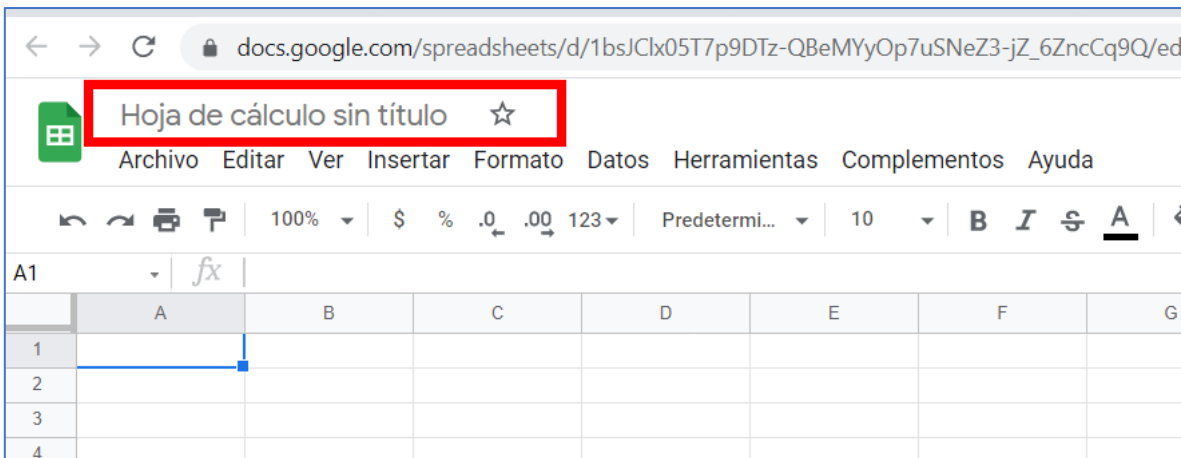 docs.google.com/spreadsheets/d/1bsJClx05T7p9DTz-QBeMYyOp7uSNeZ3-jZ_6ZncCq9Q/ed
Hoja de cálculo sin título
Archivo Editar Ver Insertar Formato Datos Herramientas Complementos Ayuda
100% $ % .0 .00 123 Predetermi... 10 B I S A
A1 fx
A B C D E F G
1
2
3
4